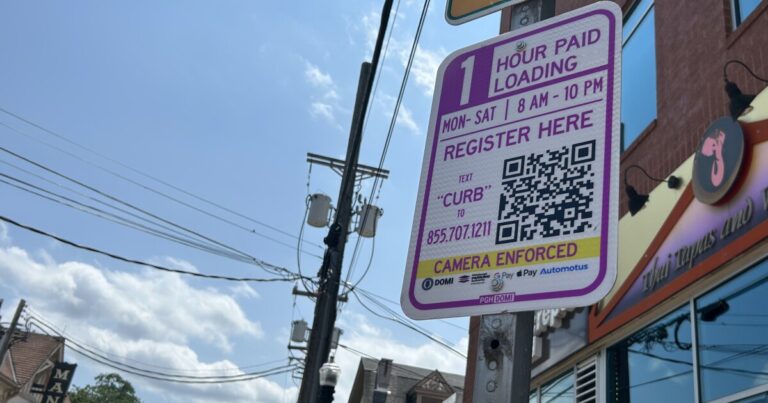 1
HOUR PAID
LOADING
MON- SAT | 8 AM - 10 PM
REGISTER HERE
TEXT
"CURB"
TO
855.707.1211
CAMERA ENFORCED
DOMI G Pay Pay Automotus
PGH DOMI
Thai tapas and
MAN